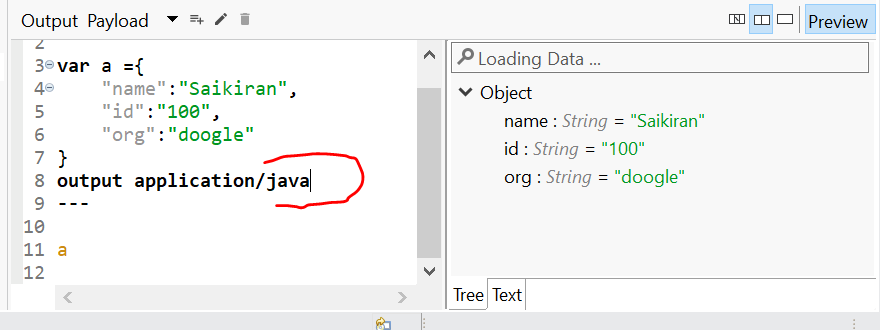 Output Payload
Preview
2
3 var a ={
4 "name":"Saikiran",
5 "id":"100",
6 "org":"doogle"
7 }
8 output application/java
9 ---
10
11 a
12
Loading Data ...
Object
name : String = "Saikiran"
id : String = "100"
org : String = "doogle"
Tree Text